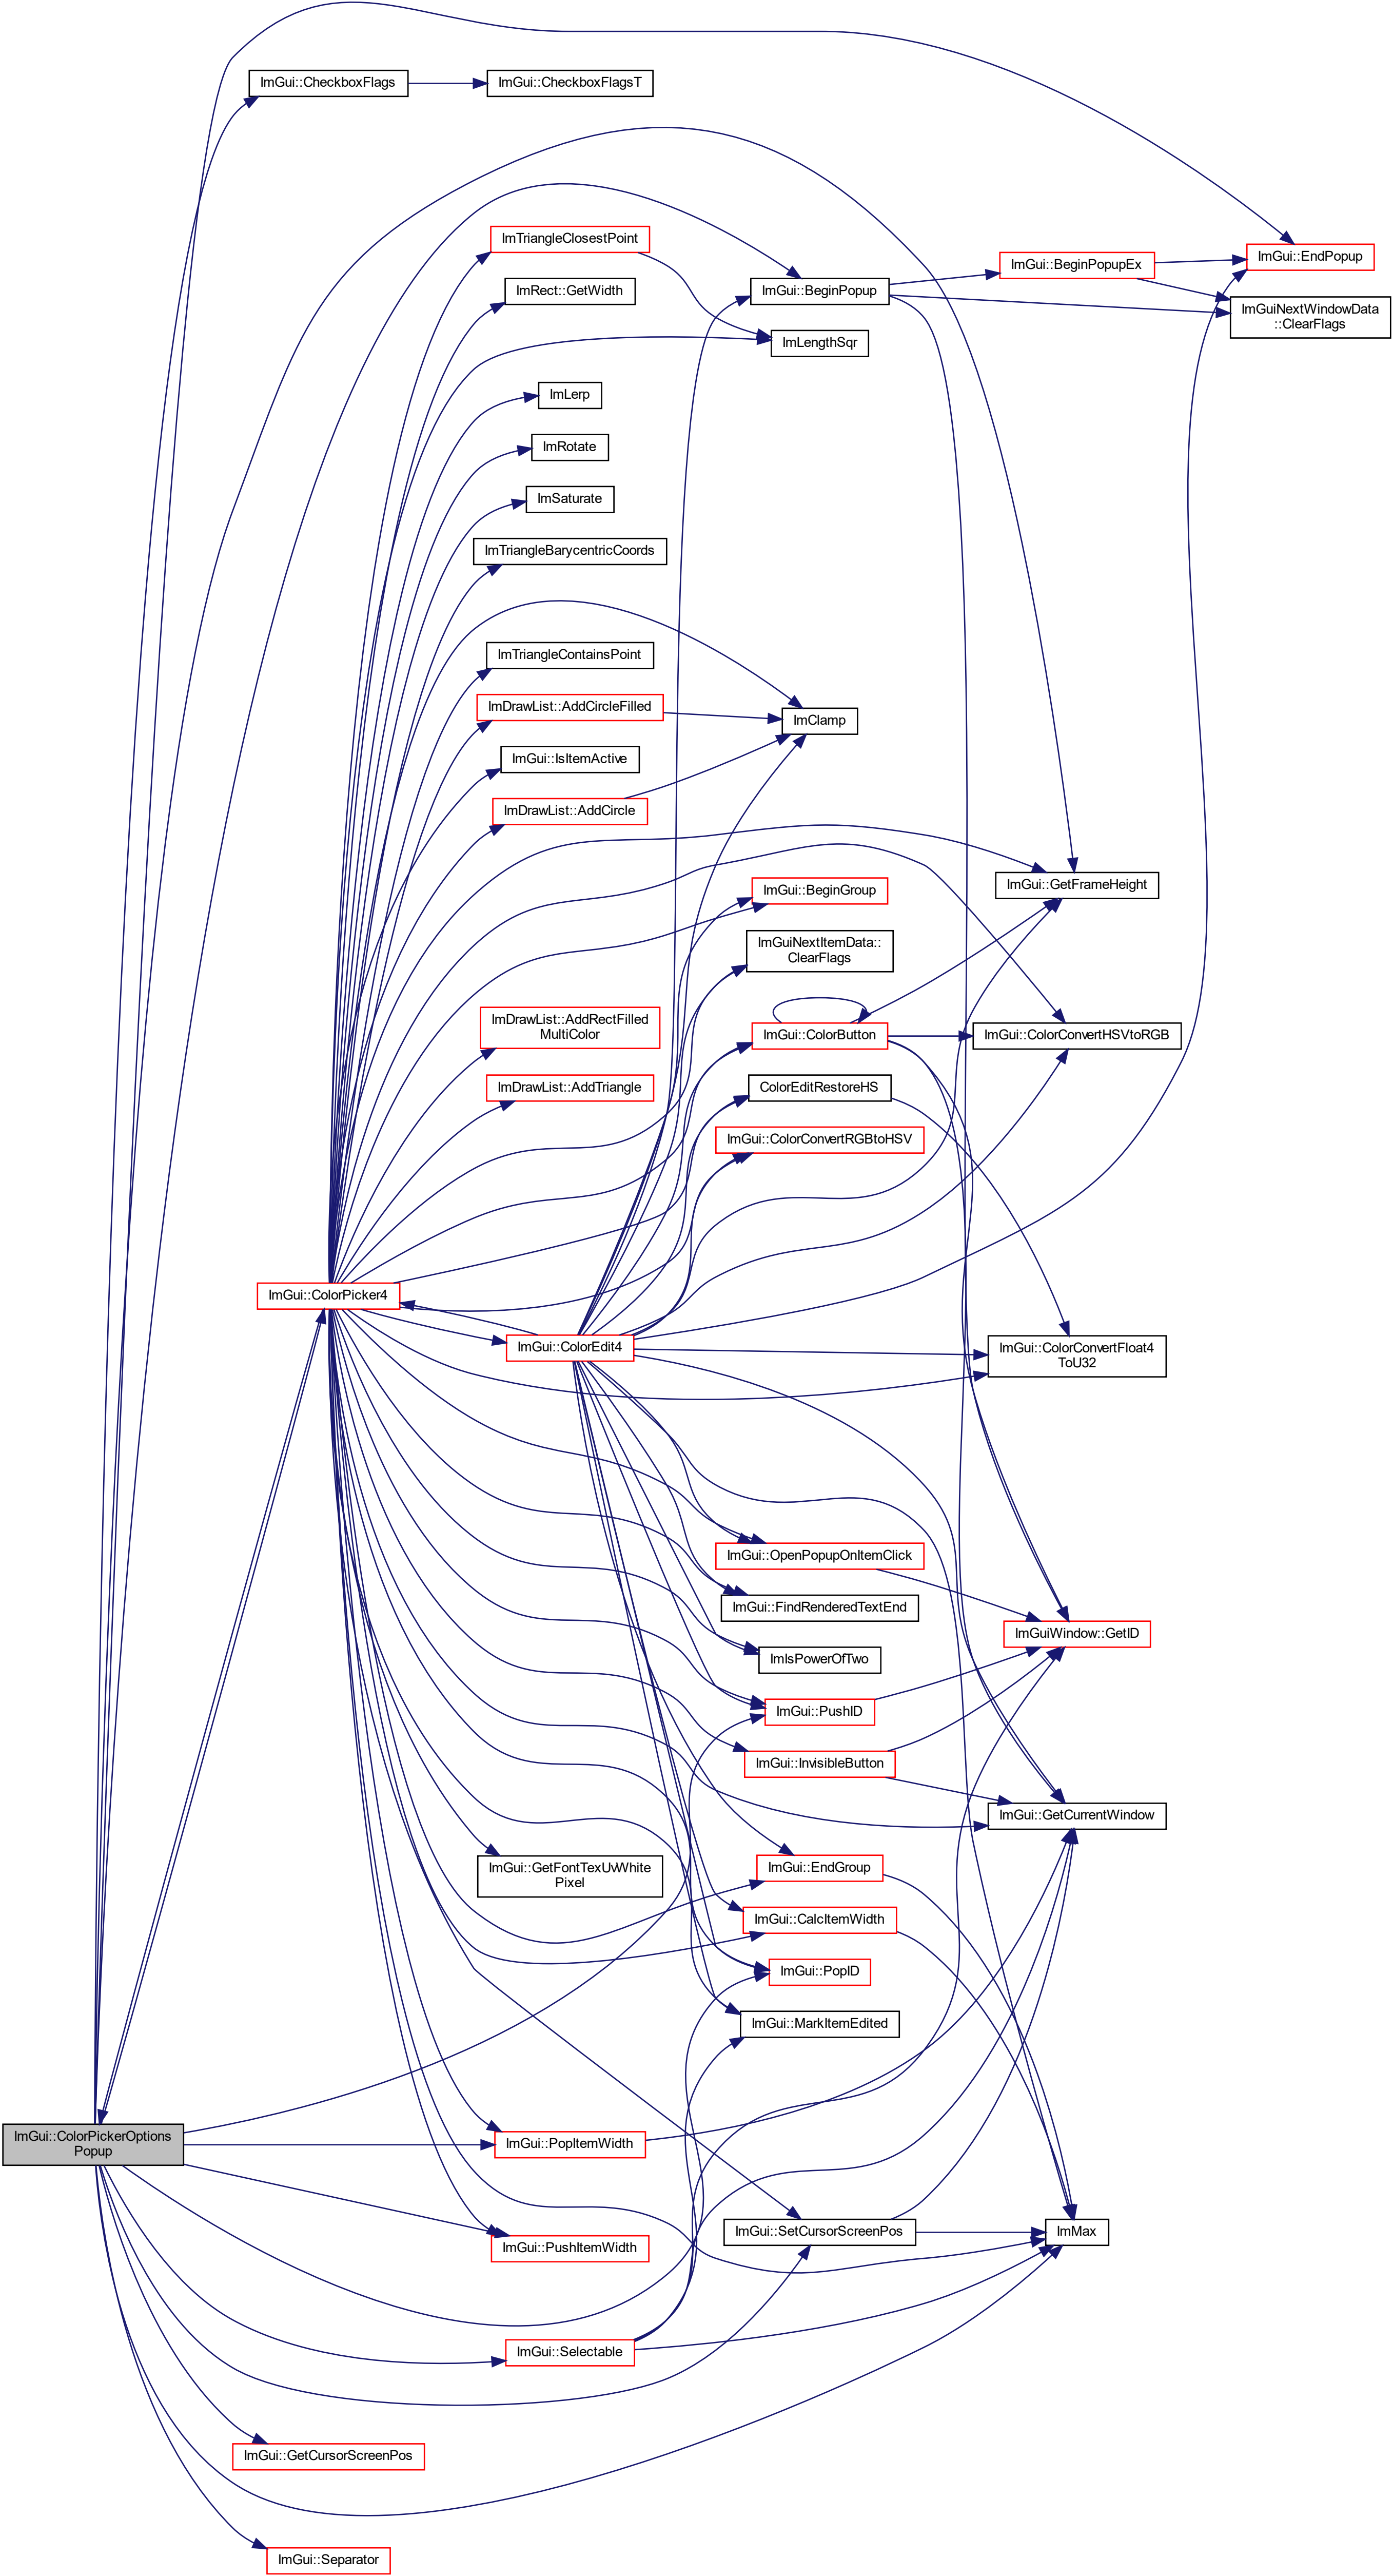 ImGui::CheckboxFlags
ImGui::CheckboxFlagsT
ImTriangleClosestPoint
ImGui::BeginPopupEx
ImGui::EndPopup
ImRect::GetWidth
ImGui::BeginPopup
ImGuiNextWindowData
::ClearFlags
ImLengthSqr
ImLerp
ImRotate
ImSaturate
ImTriangleBarycentricCoords
ImTriangleContainsPoint
ImDrawList::AddCircleFilled
ImClamp
ImGui::IsItemActive
ImDrawList::AddCircle
ImGui::BeginGroup
ImGui::GetFrameHeight
ImGuiNextItemData::
ClearFlags
ImDrawList::AddRectFilled
MultiColor
ImGui::ColorButton
ImGui::ColorConvertHSVtoRGB
ImDrawList::AddTriangle
ColorEditRestoreHS
ImGui::ColorConvertRGBtoHSV
ImGui::ColorPicker4
ImGui::ColorEdit4
ImGui::ColorConvertFloat4
ToU32
ImGui::OpenPopupOnItemClick
ImGui::FindRenderedTextEnd
ImGuiWindow::GetID
ImIsPowerOfTwo
ImGui::PushID
ImGui::InvisibleButton
ImGui::GetCurrentWindow
ImGui::GetFontTexUvWhite
Pixel
ImGui::EndGroup
ImGui::CalcItemWidth
ImGui::PopID
ImGui::MarkItemEdited
ImGui::ColorPickerOptions
Popup
ImGui::PopItemWidth
ImGui::SetCursorScreenPos
ImMax
ImGui::PushItemWidth
ImGui::Selectable
ImGui::GetCursorScreenPos
ImGui::Separator